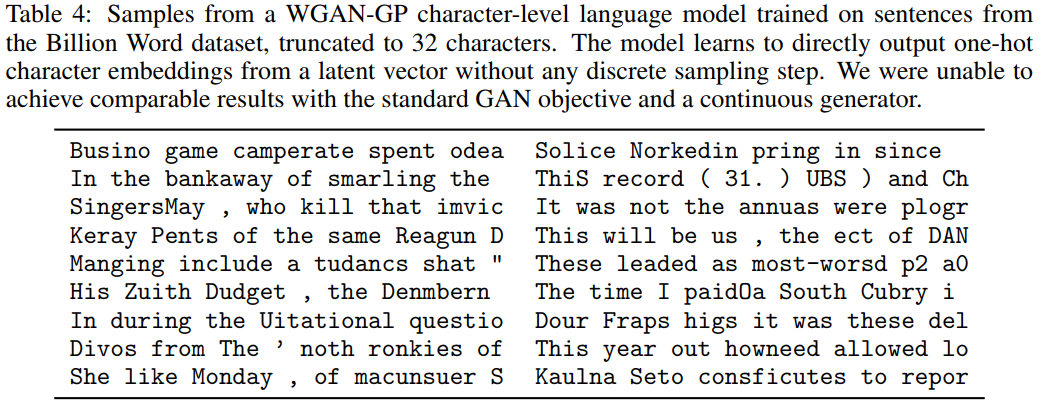 Table 4: Samples from a WGAN-GP character-level language model trained on sentences from
the Billion Word dataset, truncated to 32 characters. The model learns to directly output one-hot
character embeddings from a latent vector without any discrete sampling step. We were unable to
achieve comparable results with the standard GAN objective and a continuous generator.
Busino game camperate spent odea
In the bankaway of smarling the
SingersMay , who kill that imvic
Keray Pents of the same Reagun D
Manging include a tudancs shat "
His Zuith Dudget , the Denmbern
In during the Uitational questio
Divos from The ’ noth ronkies of
She like Monday , of macunsuer S
Solice Norkedin pring in since
ThiS record ( 31. ) UBS ) and Ch
It was not the annuas were plogr
This will be us , the ect of DAN
These leaded as most-worsd p2 a0
The time I paid0a South Cubry i
Dour Fraps higs it was these del
This year out howneed allowed lo
Kaulna Seto consficutes to repor